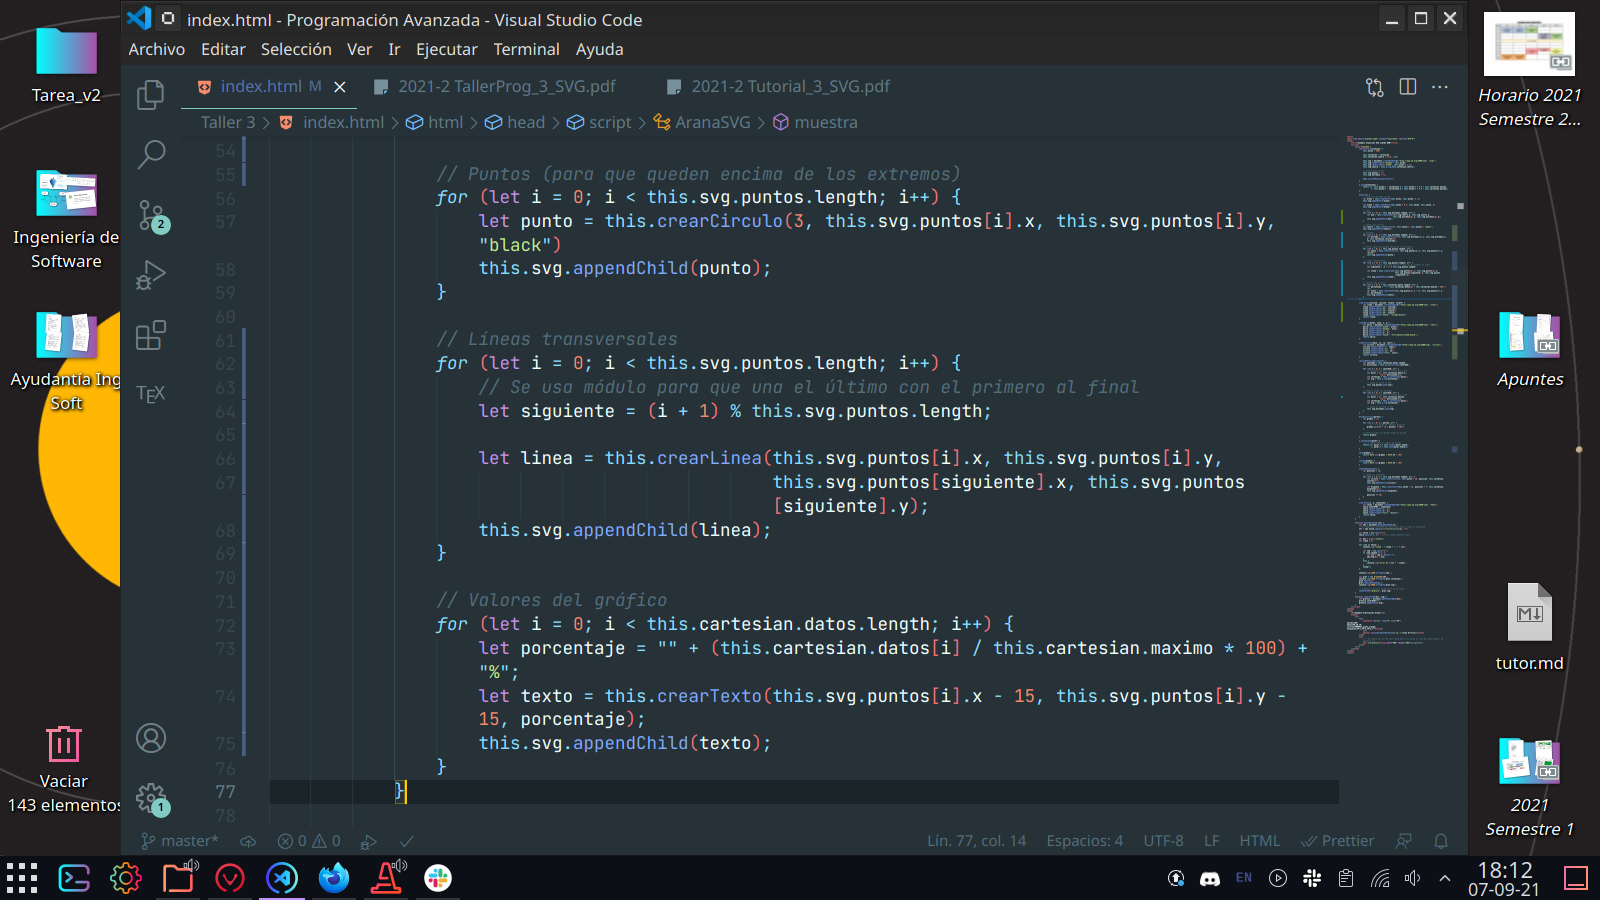 index.html - Programación Avanzada - Visual Studio Code
Archivo Editar Selección Ver Ir Ejecutar Terminal Ayuda
index.html M 2021-2 TallerProg_3_SVG.pdf 2021-2 Tutorial_3_SVG.pdf
Taller 3 > index.html > html > head > script > AranaSVG > muestra
54
55 // Puntos (para que queden encima de los extremos)
56 for (let i = 0; i < this.svg.puntos.length; i++) {
57 let punto = this.crearCirculo(3, this.svg.puntos[i].x, this.svg.puntos[i].y,
"black")
58 this.svg.appendChild(punto);
59 }
60
61 // Líneas transversales
62 for (let i = 0; i < this.svg.puntos.length; i++) {
63 // Se usa módulo para que una el último con el primero al final
64 let siguiente = (i + 1) % this.svg.puntos.length;
65
66 let linea = this.crearLinea(this.svg.puntos[i].x, this.svg.puntos[i].y,
67 this.svg.puntos[siguiente].x, this.svg.puntos
[siguiente].y);
68 this.svg.appendChild(linea);
69 }
70
71 // Valores del gráfico
72 for (let i = 0; i < this.cartesian.datos.length; i++) {
73 let porcentaje = "" + (this.cartesian.datos[i] / this.cartesian.maximo * 100) +
"%";
74 let texto = this.crearTexto(this.svg.puntos[i].x - 15, this.svg.puntos[i].y -
15, porcentaje);
75 this.svg.appendChild(texto);
76 }
77 }
78
2
TEX
1
master* 0 0 Lín. 77, col. 14 Espacios: 4 UTF-8 LF HTML Prettier
Tarea_v2
Ingeniería de
Software
Ayudantía Ing
Soft
Vaciar
143 elementos
Horario 2021
Semestre 2...
Apuntes
M↓
tutor.md
2021
Semestre 1
EN
18:12
07-09-21